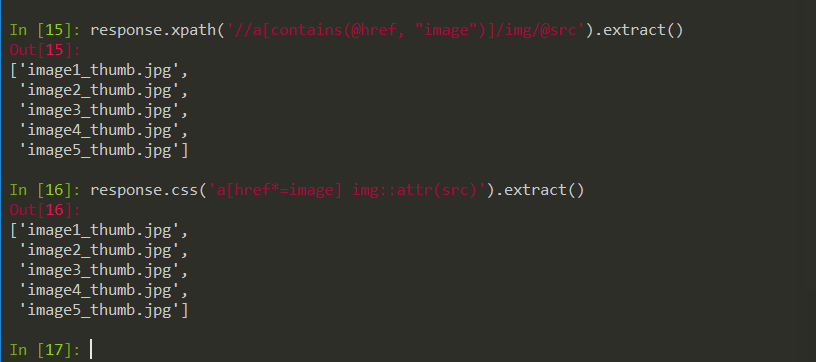 In [15]: response.xpath('//a[contains(@href, "image")]/img/@src').extract()
Out[15]:
['image1_thumb.jpg',
 'image2_thumb.jpg',
 'image3_thumb.jpg',
 'image4_thumb.jpg',
 'image5_thumb.jpg']
In [16]: response.css('a[href*=image] img::attr(src)').extract()
Out[16]:
['image1_thumb.jpg',
 'image2_thumb.jpg',
 'image3_thumb.jpg',
 'image4_thumb.jpg',
 'image5_thumb.jpg']
In [17]: